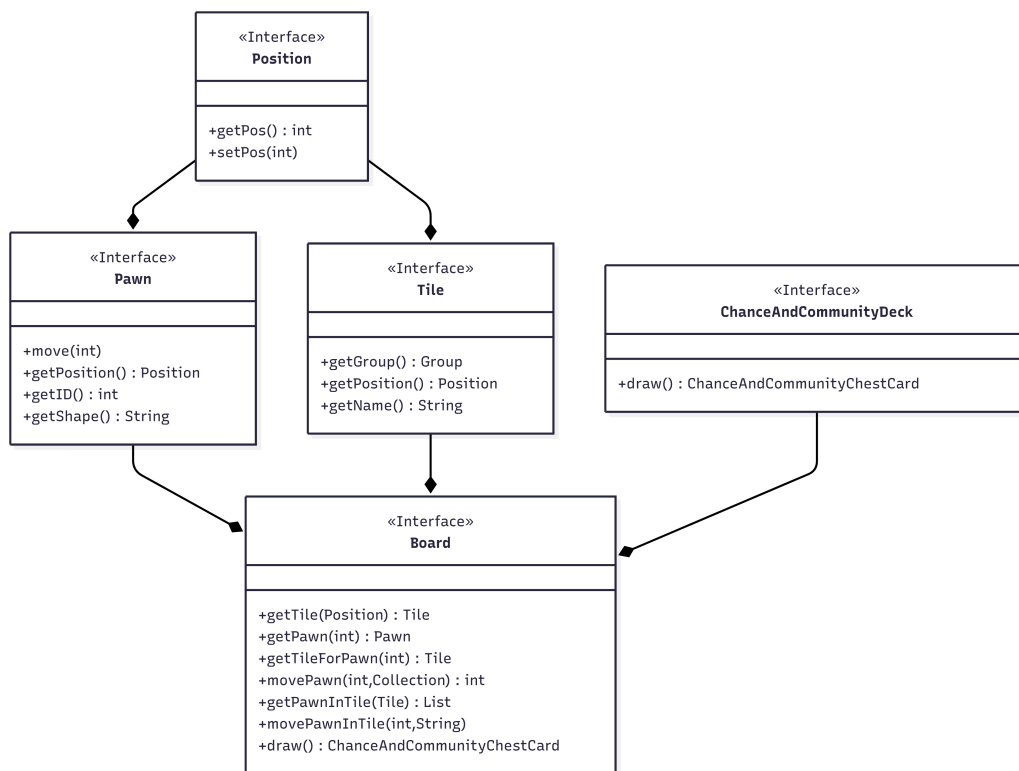 «Interface»
Position
+getPos() : int
+setPos(int)
«Interface»
Pawn
+move(int)
+getPosition() : Position
+getID() : int
+getShape() : String
«Interface»
Tile
+getGroup() : Group
+getPosition() : Position
+getName() : String
«Interface»
ChanceAndCommunityDeck
+draw() : ChanceAndCommunityChestCard
«Interface»
Board
+getTile(Position) : Tile
+getPawn(int) : Pawn
+getTileForPawn(int) : Tile
+movePawn(int,Collection) : int
+getPawnInTile(Tile) : List
+movePawnInTile(int,String)
+draw() : ChanceAndCommunityChestCard